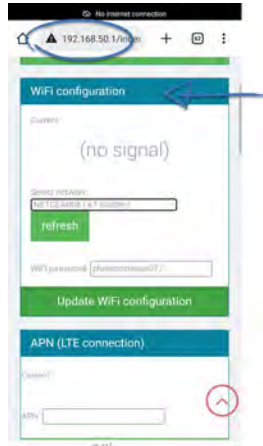 No internet connection
192.168.50.1/index
WiFi configuration
Current:
(no signal)
Select network:
refresh
WiFi password:
Update WiFi configuration
APN (LTE connection)
Current:
APN: